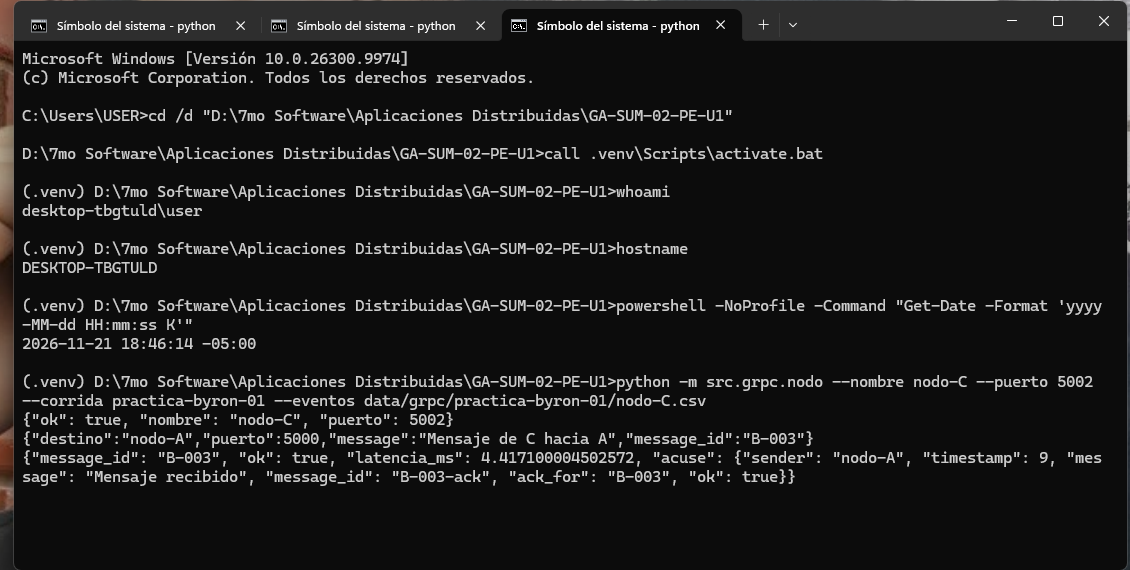 Símbolo del sistema - python
Símbolo del sistema - python
Símbolo del sistema - python
Microsoft Windows [Versión 10.0.26300.9974]
(c) Microsoft Corporation. Todos los derechos reservados.
C:\Users\USER>cd /d "D:\7mo Software\Aplicaciones Distribuidas\GA-SUM-02-PE-U1"
D:\7mo Software\Aplicaciones Distribuidas\GA-SUM-02-PE-U1>call .venv\Scripts\activate.bat
(.venv) D:\7mo Software\Aplicaciones Distribuidas\GA-SUM-02-PE-U1>whoami
desktop-tbgtuld\user
(.venv) D:\7mo Software\Aplicaciones Distribuidas\GA-SUM-02-PE-U1>hostname
DESKTOP-TBGTULD
(.venv) D:\7mo Software\Aplicaciones Distribuidas\GA-SUM-02-PE-U1>powershell -NoProfile -Command "Get-Date -Format 'yyyy
-MM-dd HH:mm:ss K'"
2026-11-21 18:46:14 -05:00
(.venv) D:\7mo Software\Aplicaciones Distribuidas\GA-SUM-02-PE-U1>python -m src.grpc.nodo --nombre nodo-C --puerto 5002
--corrida practica-byron-01 --eventos data/grpc/practica-byron-01/nodo-C.csv
{"ok": true, "nombre": "nodo-C", "puerto": 5002}
{"destino":"nodo-A","puerto":5000,"message":"Mensaje de C hacia A","message_id":"B-003"}
{"message_id": "B-003", "ok": true, "latencia_ms": 4.417100004502572, "acuse": {"sender": "nodo-A", "timestamp": 9, "mes
sage": "Mensaje recibido", "message_id": "B-003-ack", "ack_for": "B-003", "ok": true}}